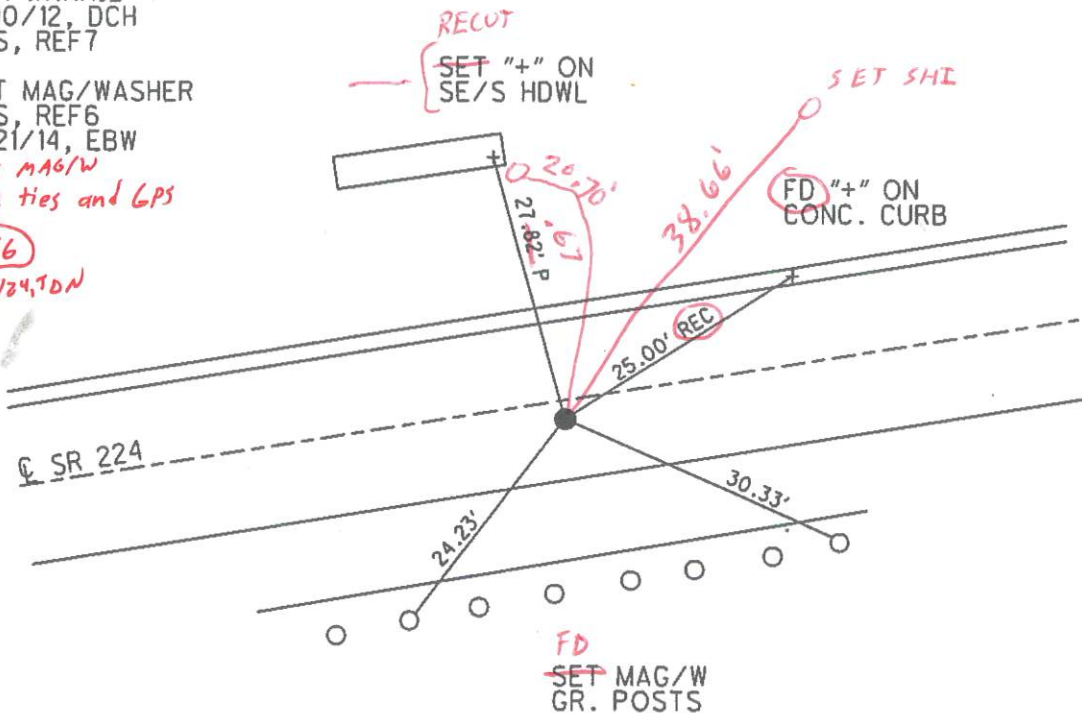 0/12, DCH
S, REF7
T MAG/WASHER
S, REF6
21/14, EBW
MAG/W
ties and GPS
6
/24, TDN
RECUT
SET "+" ON
SE/S HDWL
SET SHI
FD "+" ON
CONC. CURB
20.70'
27.82' P
.67
38.66'
25.00' REC
℄ SR 224
24.23'
30.33'
FD
SET MAG/W
GR. POSTS